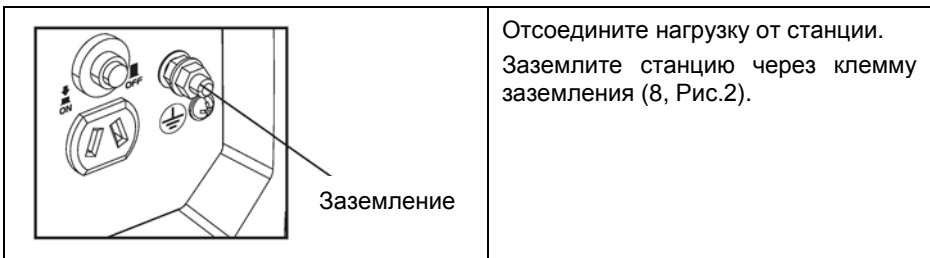 OFF
ON
Заземление
Отсоедините нагрузку от станции.
Заземлите станцию через клемму
заземления (8, Рис.2).